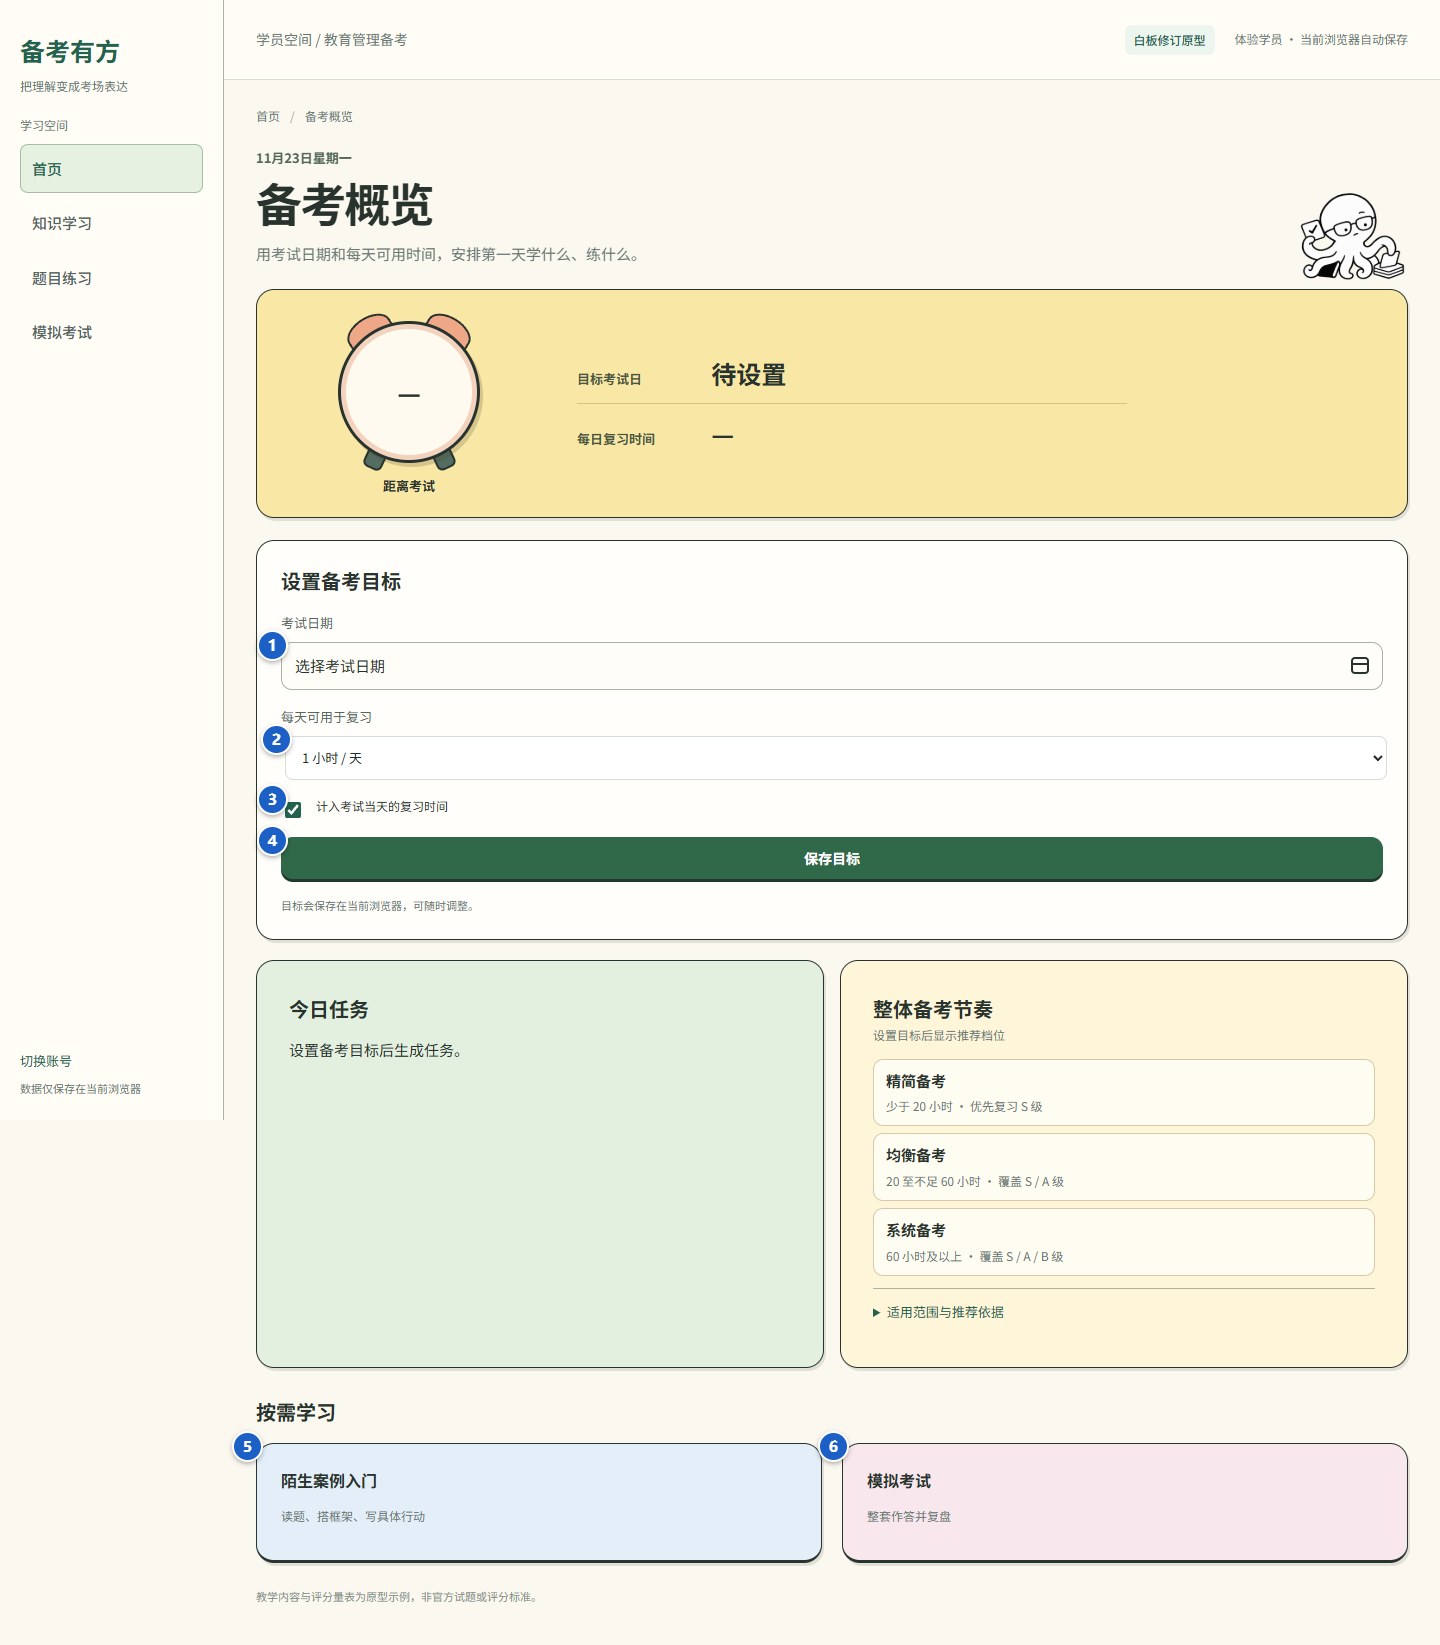 备考有方
把理解变成考场表达
学习空间
首页
知识学习
题目练习
模拟考试
切换账号
数据仅保存在当前浏览器
学员空间 / 教育管理备考
白板修订原型
体验学员 · 当前浏览器自动保存
首页 / 备考概览
11月23日星期一
备考概览
用考试日期和每天可用时间，安排第一天学什么、练什么。
—
距离考试
目标考试日 待设置
每日复习时间 —
设置备考目标
考试日期
1
选择考试日期
每天可用于复习
2
1 小时 / 天
3
计入考试当天的复习时间
4
保存目标
目标会保存在当前浏览器，可随时调整。
今日任务
设置备考目标后生成任务。
整体备考节奏
设置目标后显示推荐档位
精简备考
少于 20 小时 · 优先复习 S 级
均衡备考
20 至不足 60 小时 · 覆盖 S / A 级
系统备考
60 小时及以上 · 覆盖 S / A / B 级
适用范围与推荐依据
按需学习
5
陌生案例入门
读题、搭框架、写具体行动
6
模拟考试
整套作答并复盘
教学内容与评分量表为原型示例，非官方试题或评分标准。